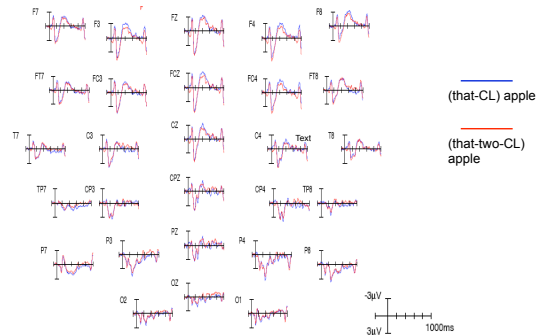 F
F7 F3 FZ F4 F8
FT7 FC3 FCZ FC4 FT8
T7 C3 CZ C4 Text T8
TP7 CP3 CPZ CP4 TP8
P7 P3 PZ P4 P8
O2 OZ O1
(that-CL) apple
(that-two-CL)
apple
-3µV
3µV
1000ms